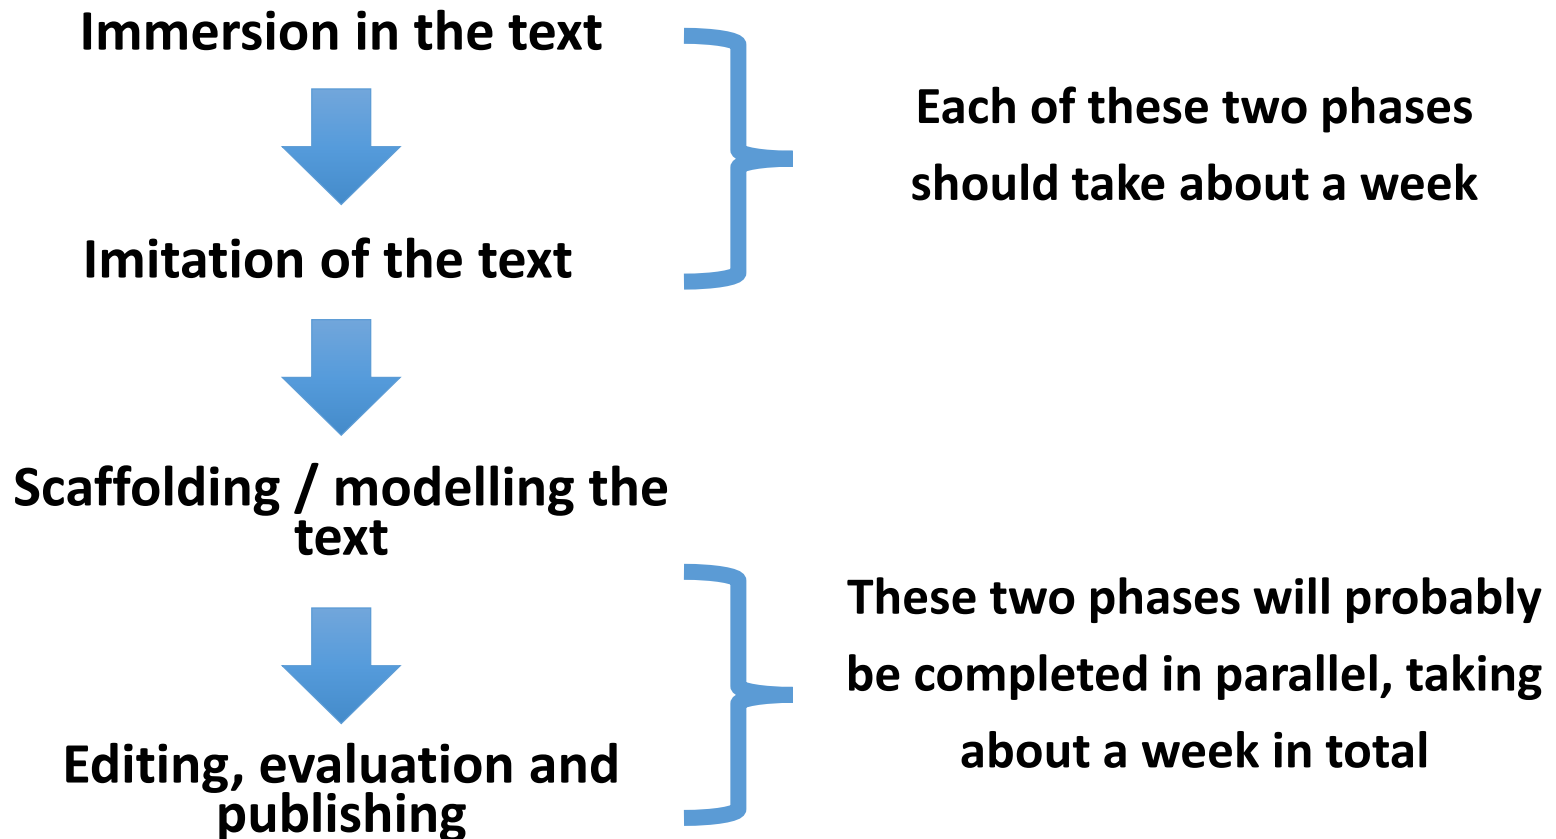 Immersion in the text
Each of these two phases
should take about a week
Imitation of the text
Scaffolding / modelling the
text
These two phases will probably
be completed in parallel, taking
about a week in total
Editing, evaluation and
publishing